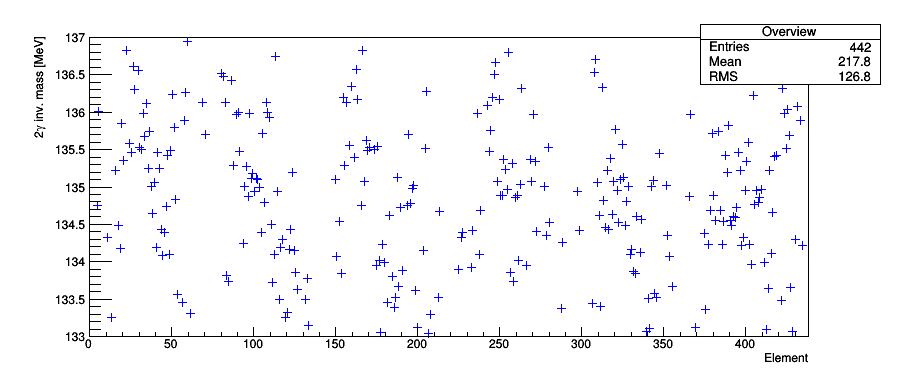 Overview
Entries 442
Mean 217.8
RMS 126.8
2γ inv. mass [MeV]
137
136.5
136
135.5
135
134.5
134
133.5
133
0 50 100 150 200 250 300 350 400
Element